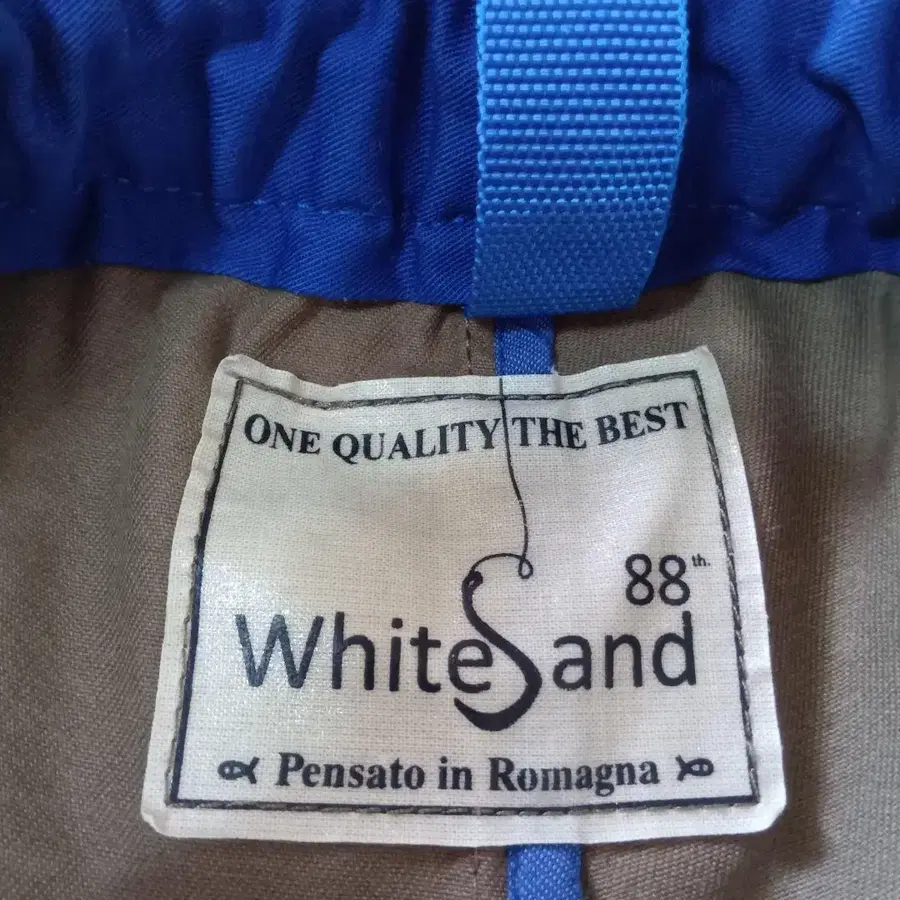 ONE QUALITY THE BEST
88th.
WhiteSand
Pensato in Romagna